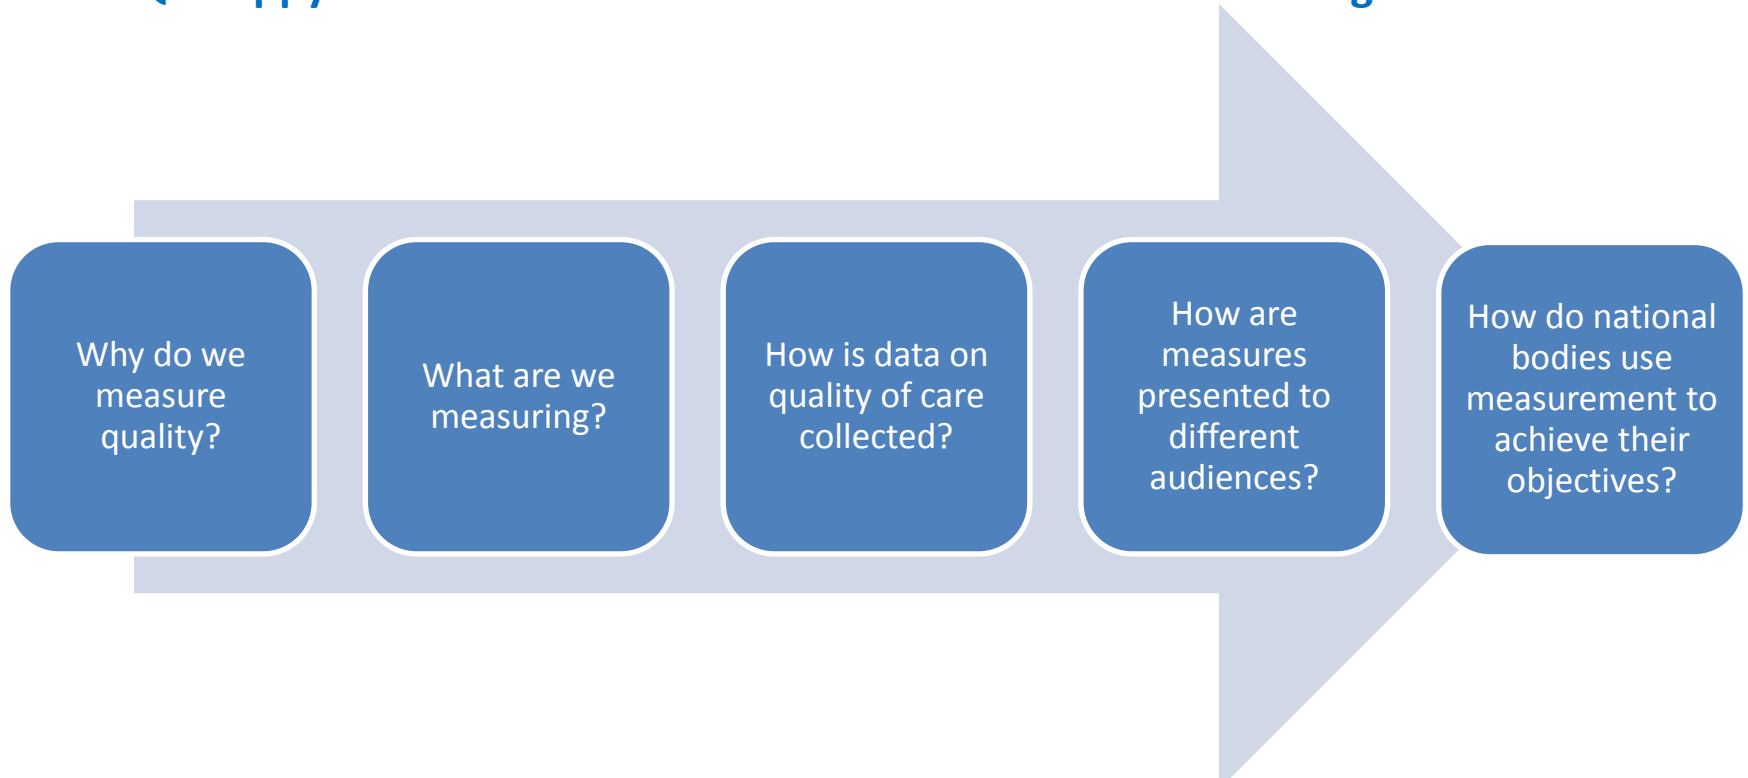 Why do we
measure
quality?
What are we
measuring?
How is data on
quality of care
collected?
How are
measures
presented to
different
audiences?
How do national
bodies use
measurement to
achieve their
objectives?